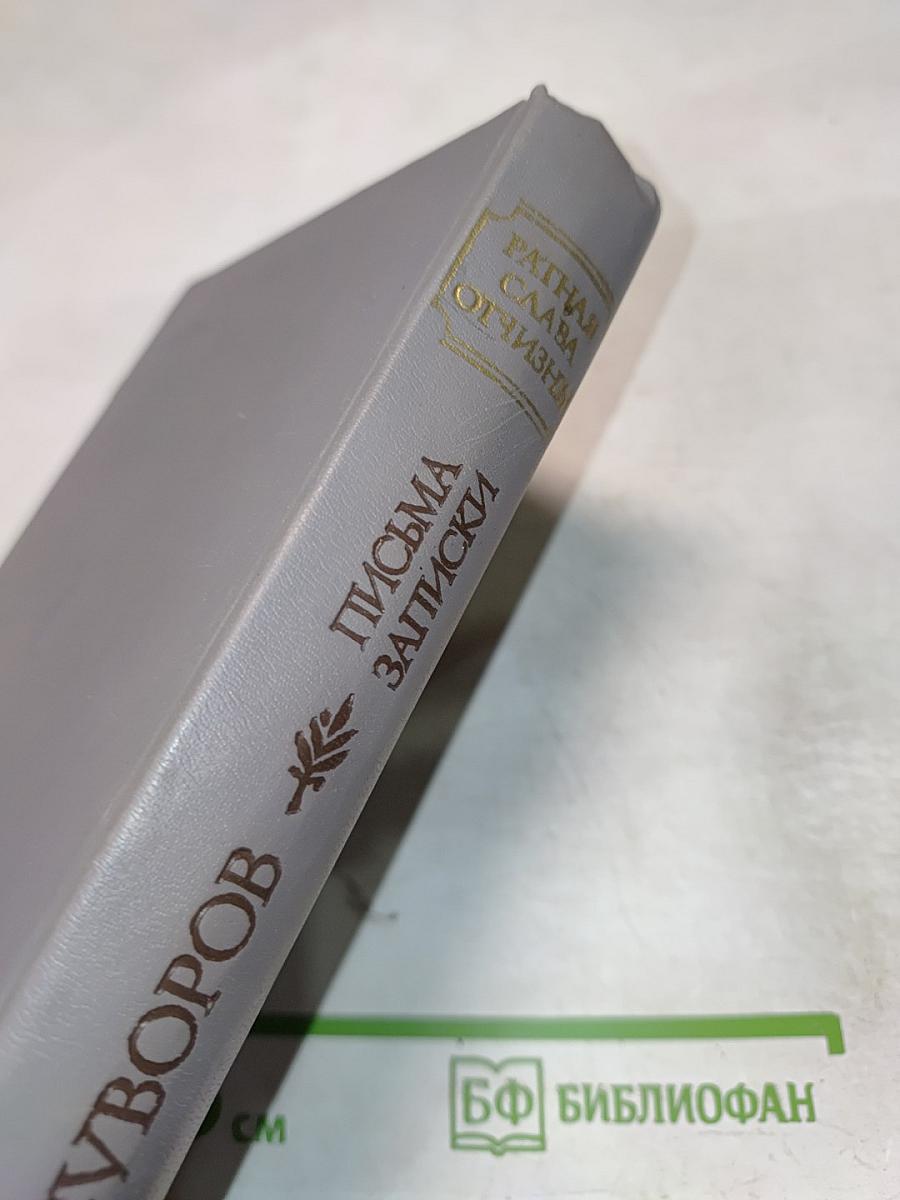 РАТНАЯ
СЛАВА
ОТЧИЗНЫ
ПИСЬМА
ЗАПИСКИ
УВОРОВ
см
БФ БИБЛИОФАН